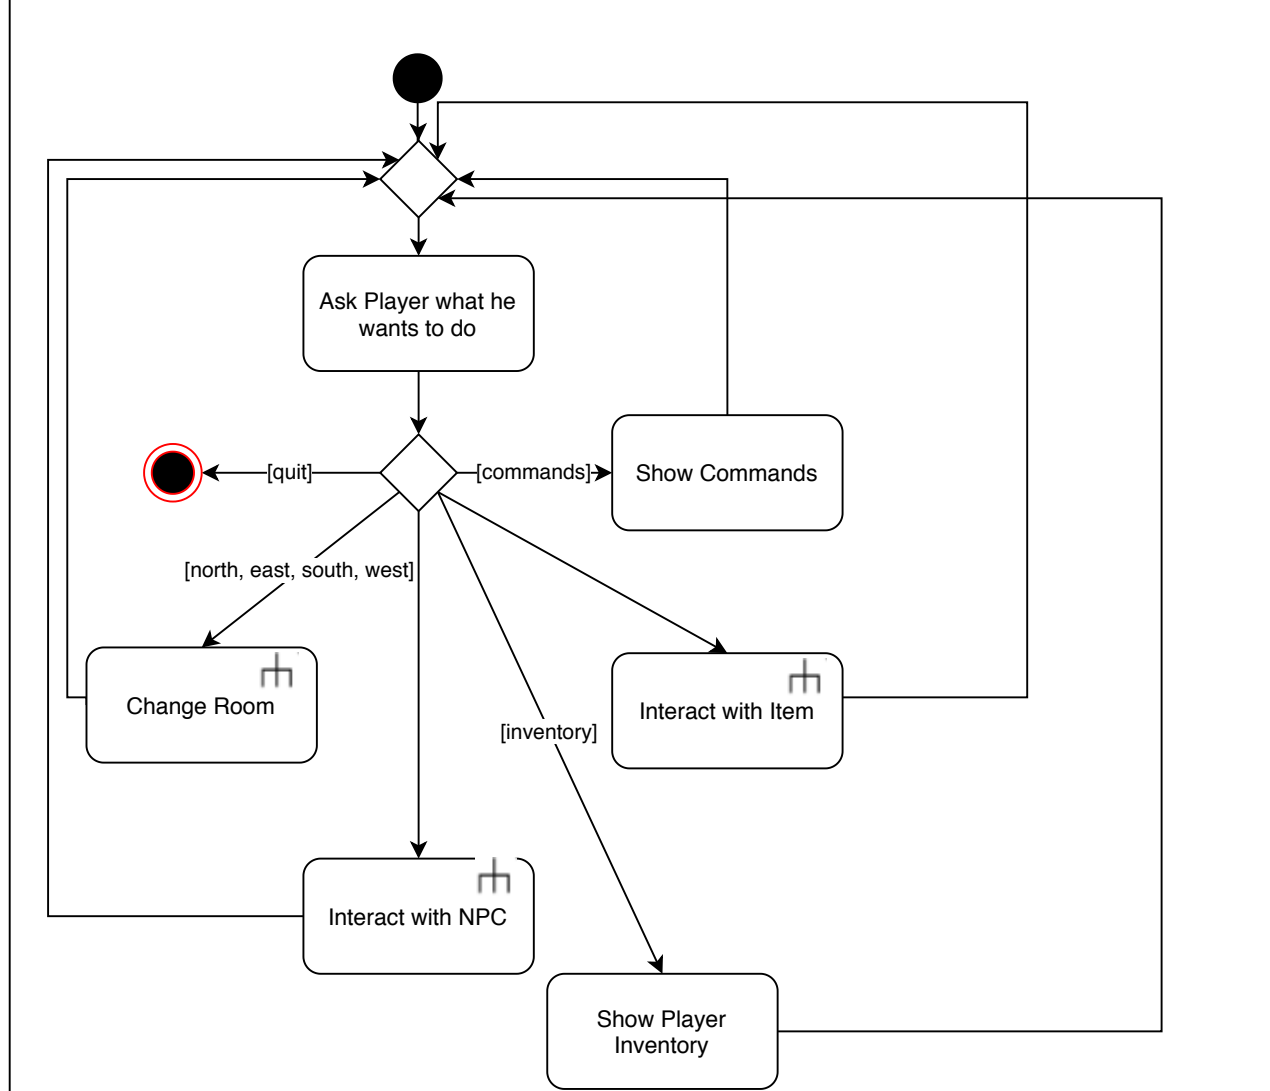 Ask Player what he
wants to do
[quit]
[commands]
Show Commands
[north, east, south, west]
Change Room
Interact with Item
[inventory]
Interact with NPC
Show Player
Inventory